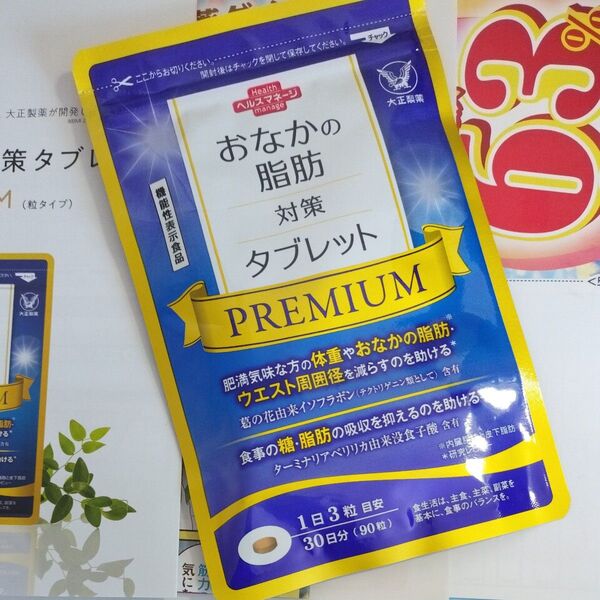 ここからお切りください。
開封後はチャックを閉じて保存してください。
チャック
Health
ヘルスマネージ
manage
大正製薬
おなかの
脂肪
対策
タブレット
機能性表示食品
PREMIUM
肥満気味な方の体重やおなかの脂肪※・
ウエスト周囲径を減らすのを助ける*
葛の花由来イソフラボン(テクトリゲニン類として)含有
食事の糖・脂肪の吸収を抑えるのを助ける*
ターミナリアベリリカ由来没食子酸 含有
1日3粒 目安
30日分(90粒)
食生活は、主食、主菜、副菜を
基本に、食事のバランスを。
大正製薬が開発し
策タブレ
M(粒タイプ)
大正製薬
63%